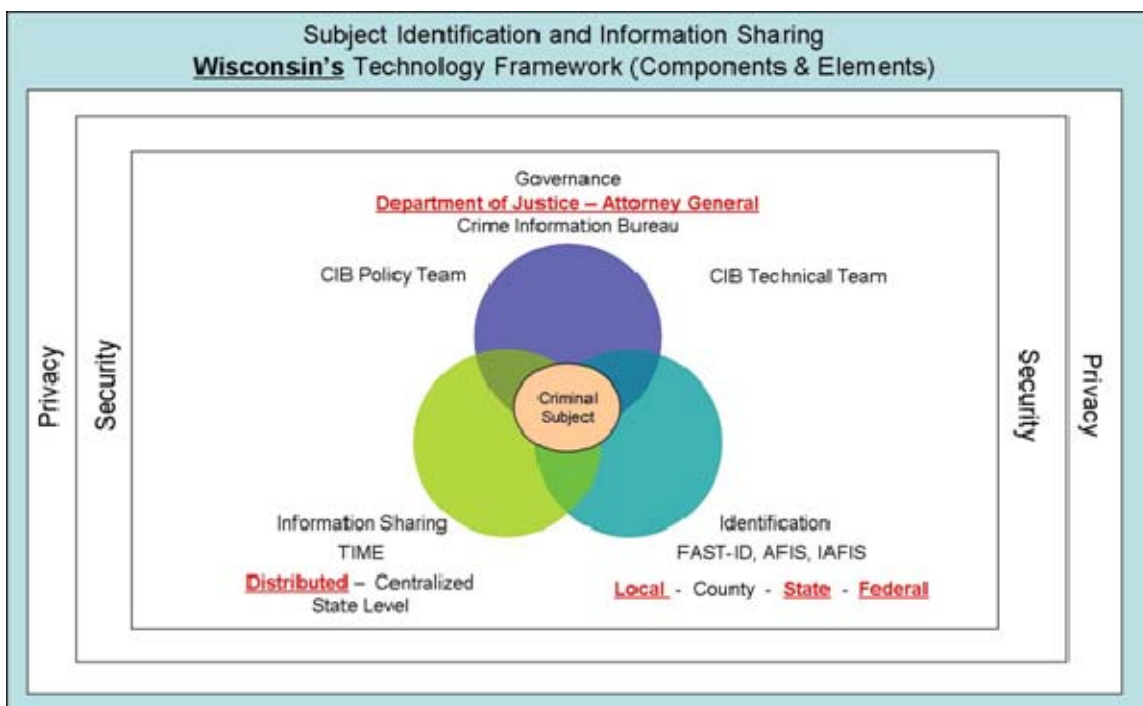 Subject Identification and Information Sharing
Wisconsin's Technology Framework (Components & Elements)
Governance
Department of Justice – Attorney General
Crime Information Bureau
CIB Policy Team
CIB Technical Team
Privacy
Security
Criminal
Subject
Security
Privacy
Information Sharing
TIME
Distributed – Centralized
State Level
Identification
FAST-ID, AFIS, IAFIS
Local - County - State - Federal